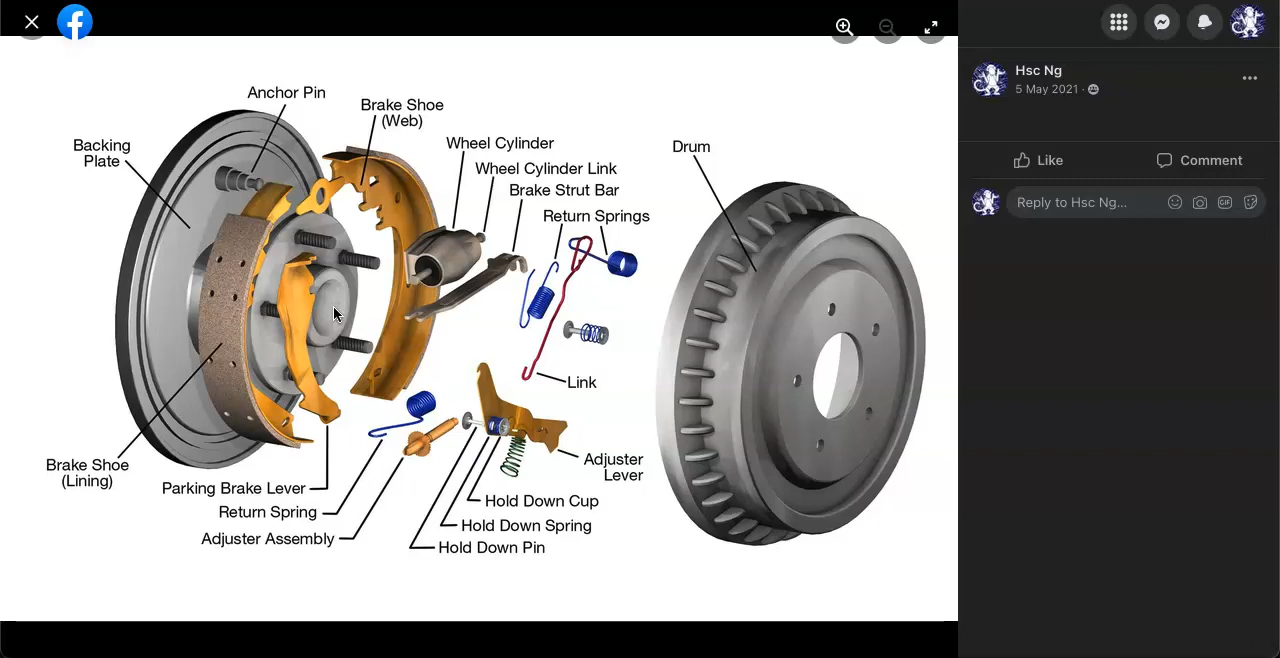 Anchor Pin
Brake Shoe
(Web)
Backing
Plate
Wheel Cylinder
Wheel Cylinder Link
Brake Strut Bar
Return Springs
Drum
Link
Brake Shoe
(Lining)
Parking Brake Lever
Return Spring
Adjuster Assembly
Adjuster
Lever
Hold Down Cup
Hold Down Spring
Hold Down Pin
Hsc Ng
5 May 2021 ·
Like
Comment
Reply to Hsc Ng...
GIF